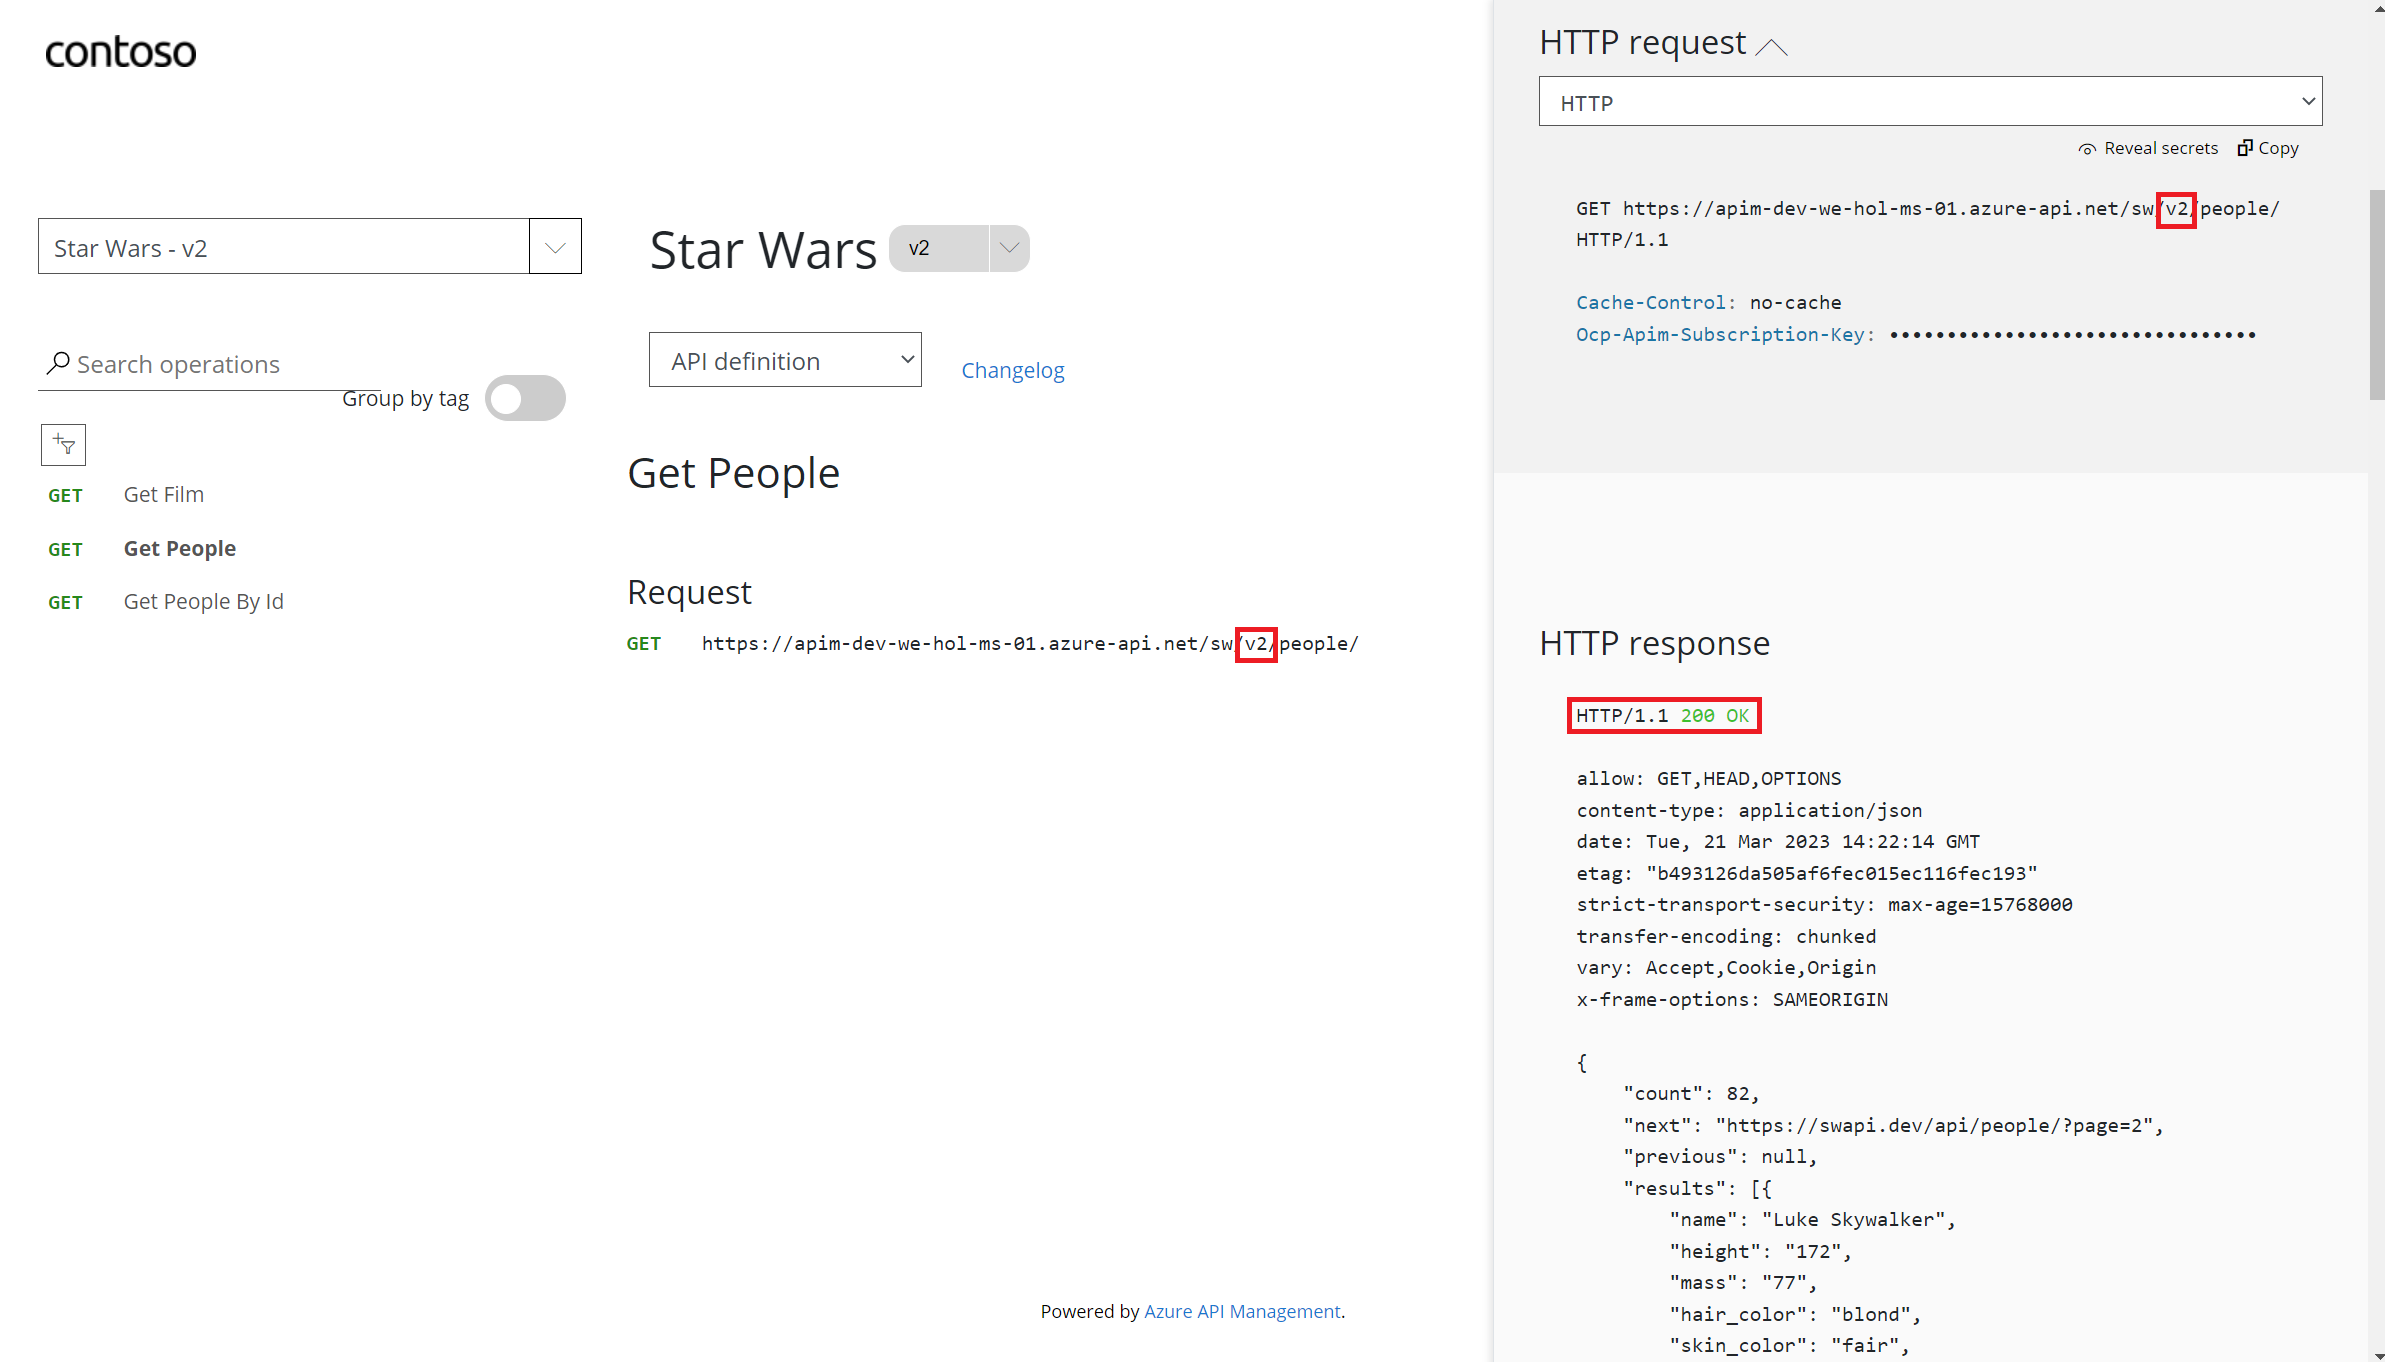 contoso
Star Wars - v2
Search operations
Group by tag
GET Get Film
GET Get People
GET Get People By Id
Star Wars v2
API definition
Changelog
Get People
Request
GET https://apim-dev-we-hol-ms-01.azure-api.net/sw/v2/people/
Powered by Azure API Management.
HTTP request
HTTP
Reveal secrets Copy
GET https://apim-dev-we-hol-ms-01.azure-api.net/sw/v2/people/
HTTP/1.1
Cache-Control: no-cache
Ocp-Apim-Subscription-Key: ••••••••••••••••••••••••••••••••
HTTP response
HTTP/1.1 200 OK
allow: GET,HEAD,OPTIONS
content-type: application/json
date: Tue, 21 Mar 2023 14:22:14 GMT
etag: "b493126da505af6fec015ec116fec193"
strict-transport-security: max-age=15768000
transfer-encoding: chunked
vary: Accept,Cookie,Origin
x-frame-options: SAMEORIGIN
{
"count": 82,
"next": "https://swapi.dev/api/people/?page=2",
"previous": null,
"results": [{
"name": "Luke Skywalker",
"height": "172",
"mass": "77",
"hair_color": "blond",
"skin_color": "fair",